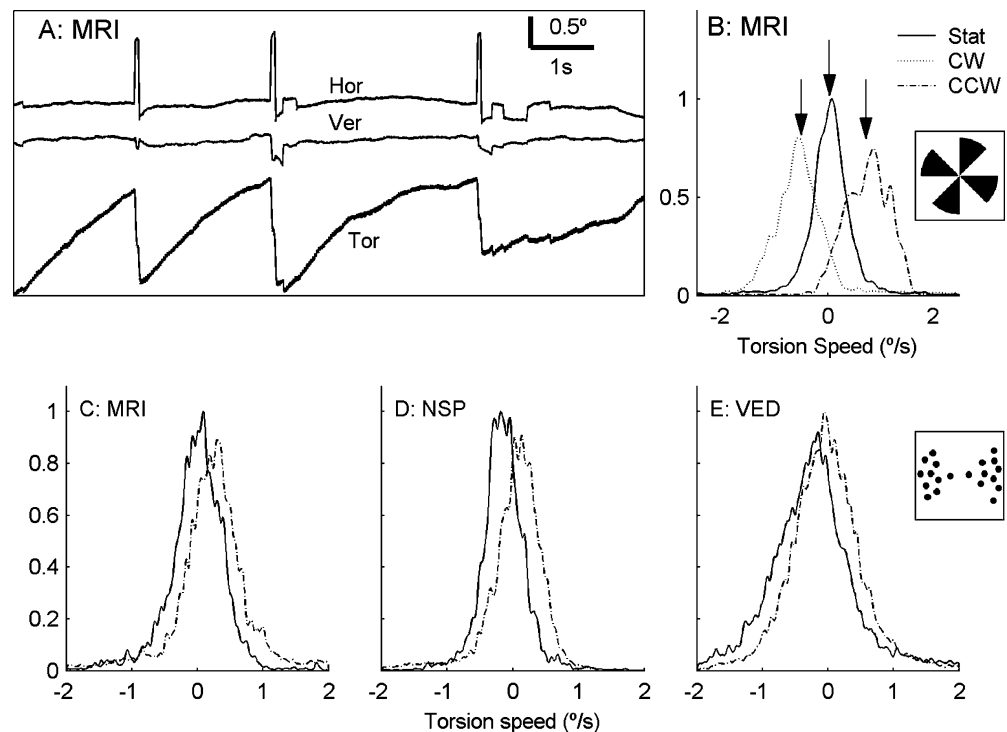 A: MRI
0.5º
1s
Hor
Ver
Tor
B: MRI
Stat
CW
CCW
1
0.5
0
-2
0
2
Torsion Speed (º/s)
C: MRI
1
0.8
0.6
0.4
0.2
0
-2
-1
0
1
2
D: NSP
-2
-1
0
1
2
Torsion speed (º/s)
E: VED
-2
-1
0
1
2